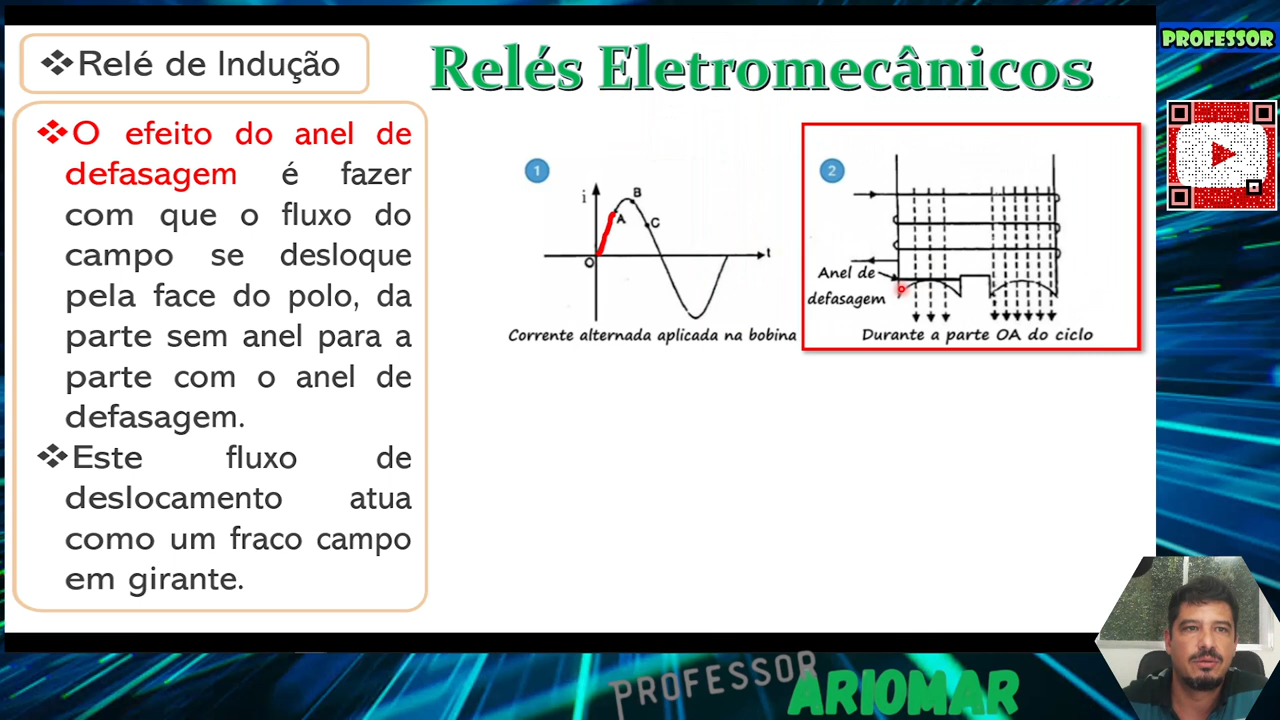 ❖Relé de Indução
Relés Eletromecânicos
PROFESSOR
❖O efeito do anel de
defasagem é fazer
com que o fluxo do
campo se desloque
pela face do polo, da
parte sem anel para a
parte com o anel de
defasagem.
❖Este fluxo de
deslocamento atua
como um fraco campo
em girante.
1
i
A
B
C
O
t
Corrente alternada aplicada na bobina
2
Anel de
defasagem
Durante a parte OA do ciclo
PROFESSOR
ARIOMAR